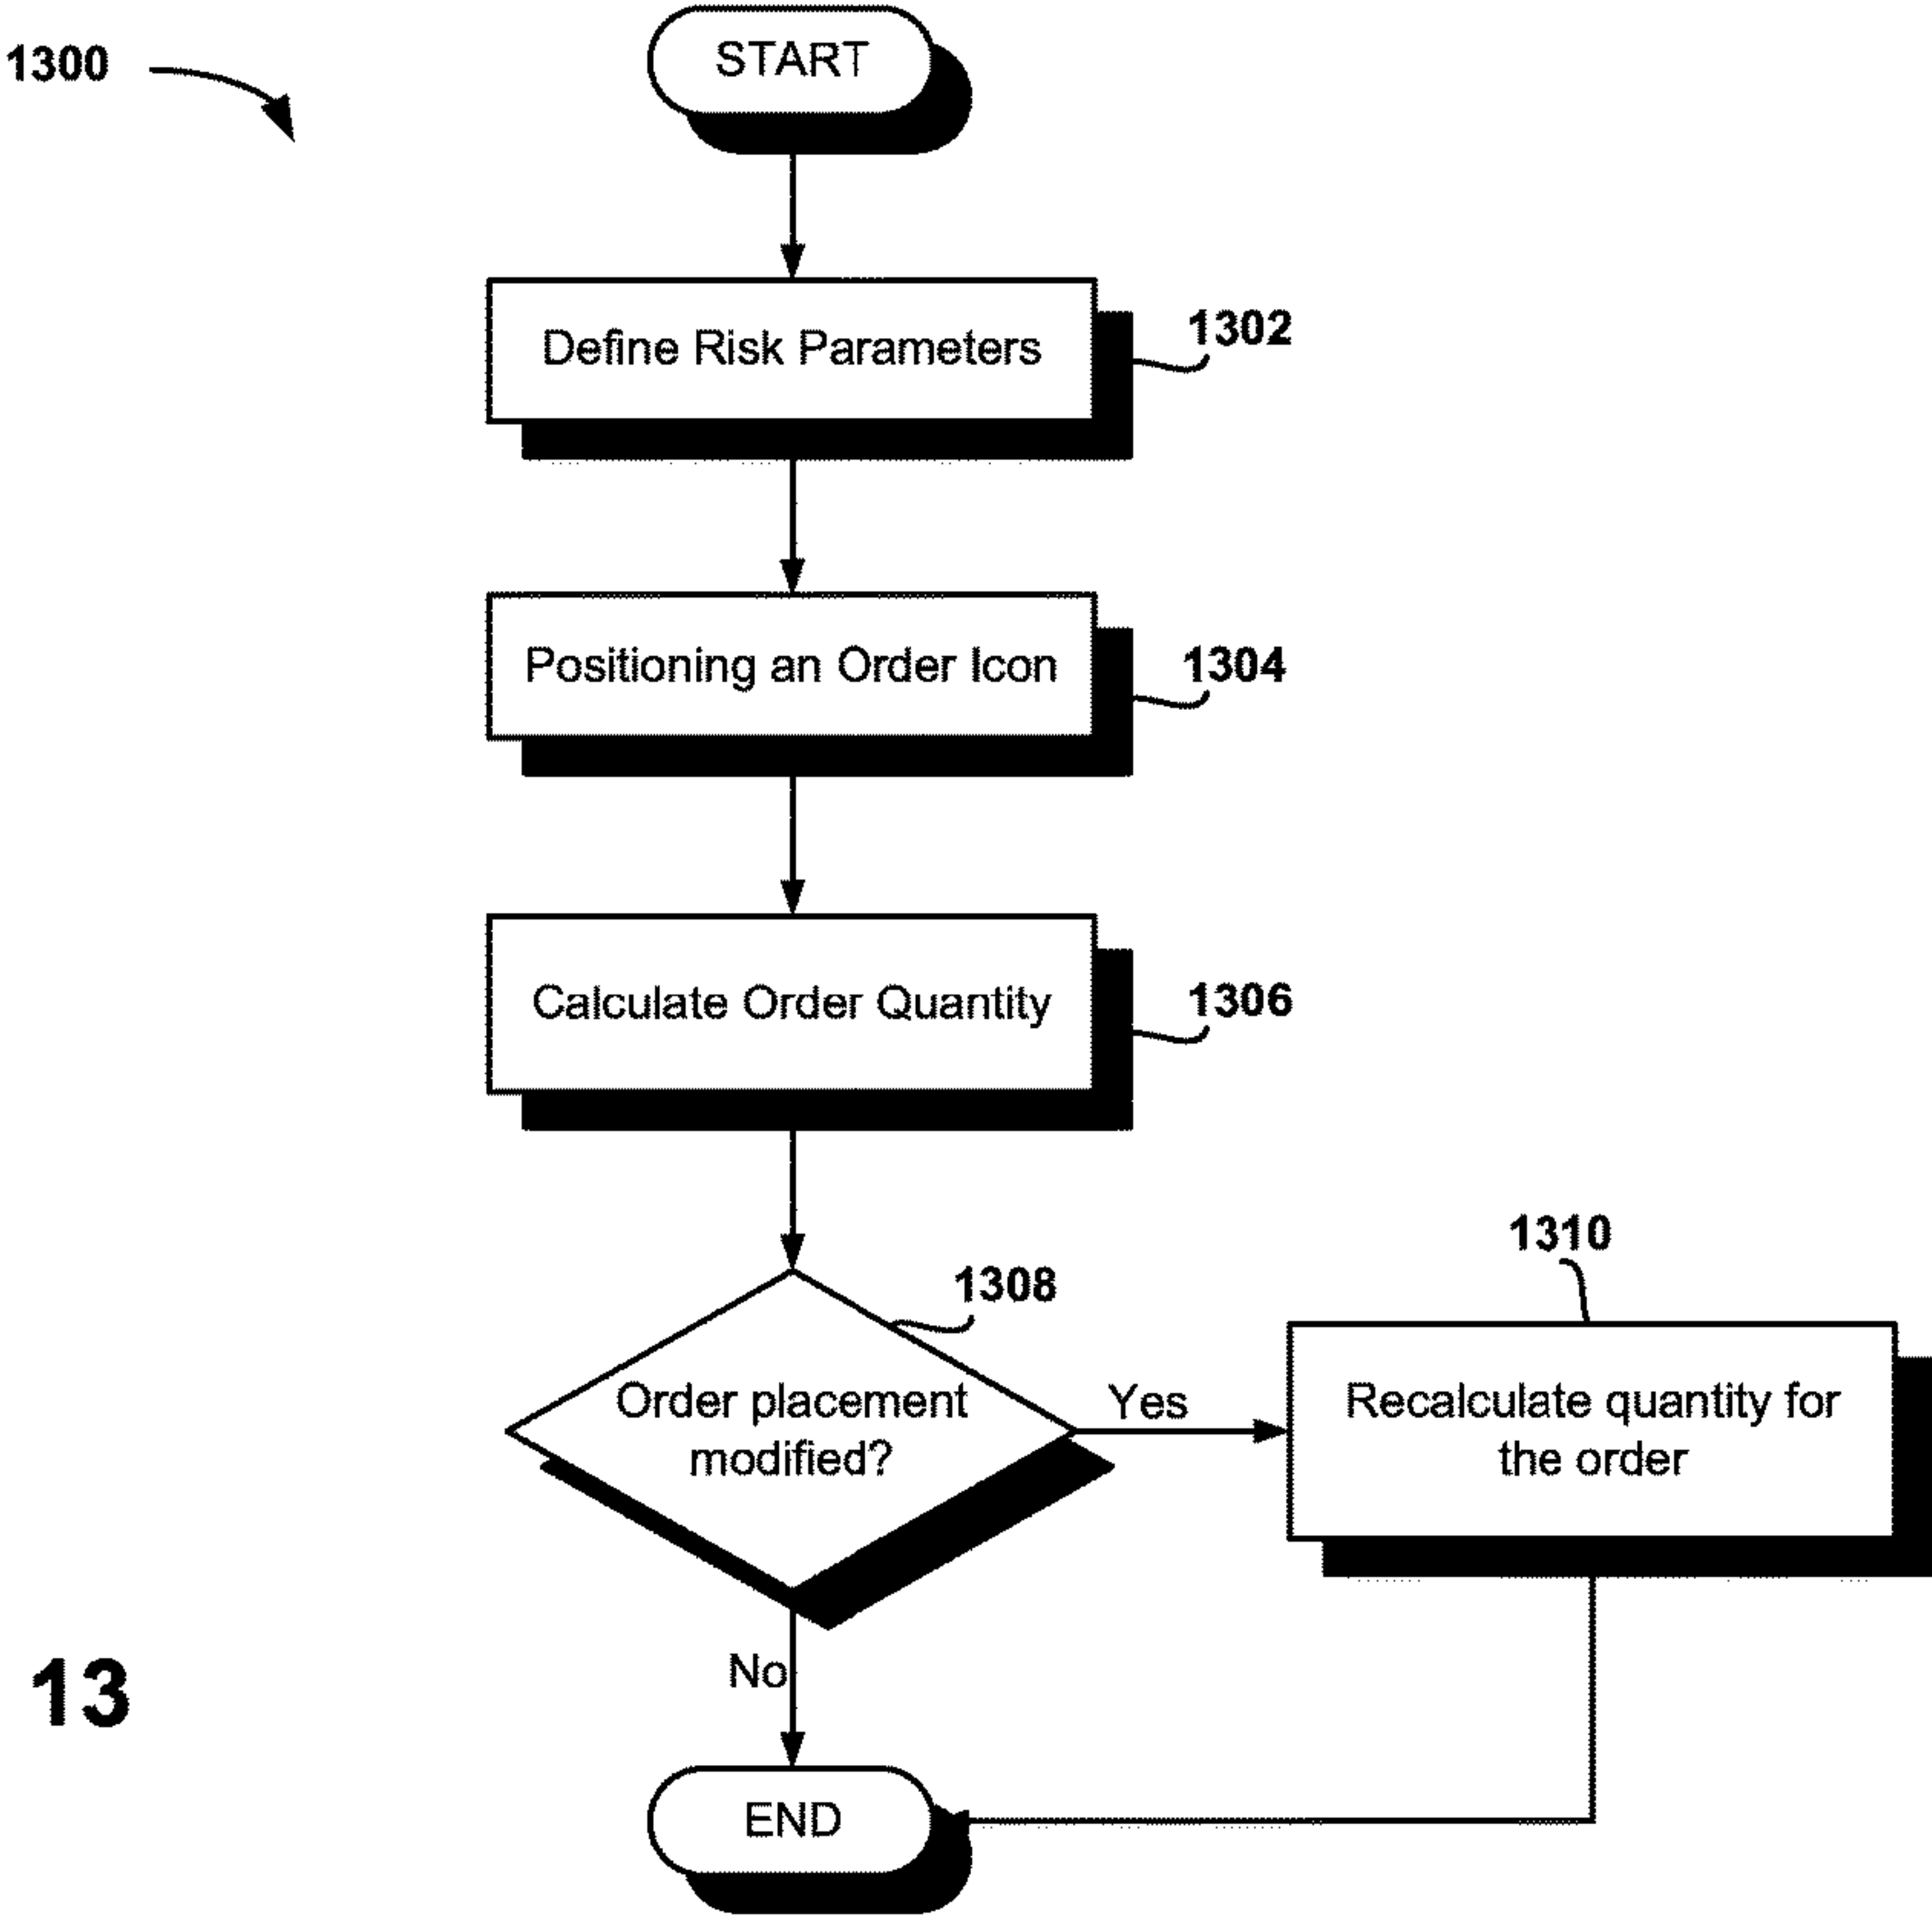 1300
START
Define Risk Parameters
1302
Positioning an Order Icon
1304
Calculate Order Quantity
1306
1308
1310
Order placement
modified?
Yes
Recalculate quantity for
the order
No
13
END